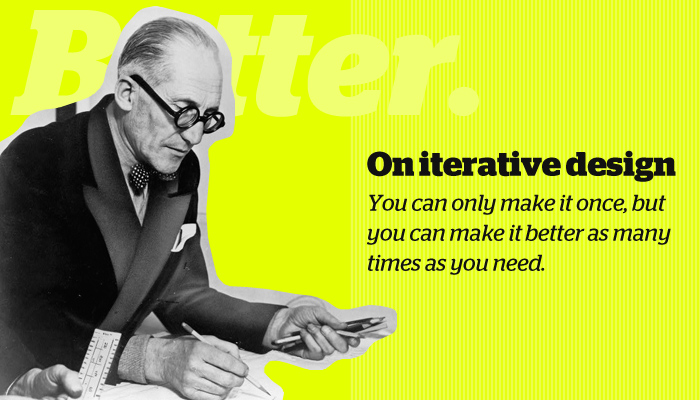 Better.
On iterative design
You can only make it once, but
you can make it better as many
times as you need.